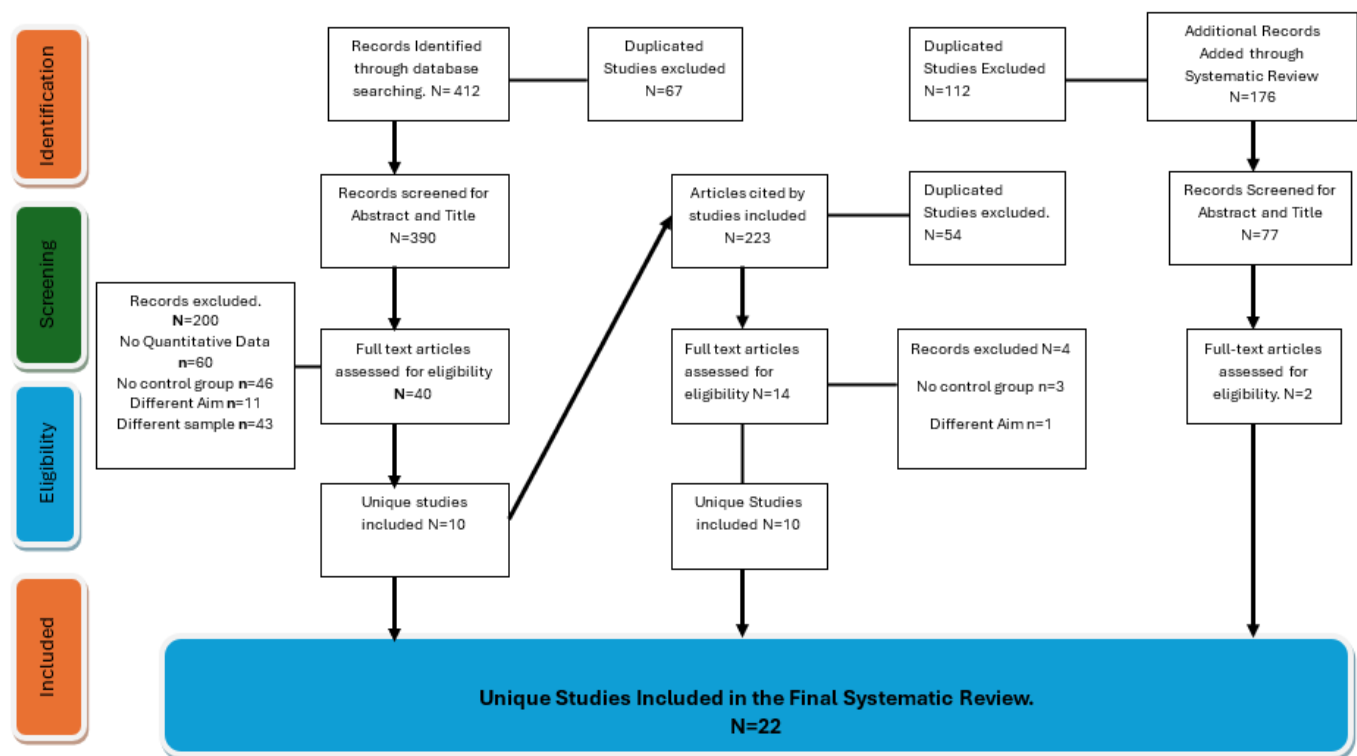 Identification
Records Identified
through database
searching. N= 412
Duplicated
Studies excluded
N=67
Duplicated
Studies Excluded
N=112
Additional Records
Added through
Systematic Review
N=176
Screening
Records screened for
Abstract and Title
N=390
Articles cited by
studies included
N=223
Duplicated
Studies excluded.
N=54
Records Screened for
Abstract and Title
N=77
Records excluded.
N=200
No Quantitative Data
n=60
No control group n=46
Different Aim n=11
Different sample n=43
Full text articles
assessed for eligibility
N=40
Full text articles
assessed for
eligibility N=14
Records excluded N=4
No control group n=3
Different Aim n=1
Full-text articles
assessed for
eligibility. N=2
Eligibility
Unique studies
included N=10
Unique Studies
included N=10
Included
Unique Studies Included in the Final Systematic Review.
N=22